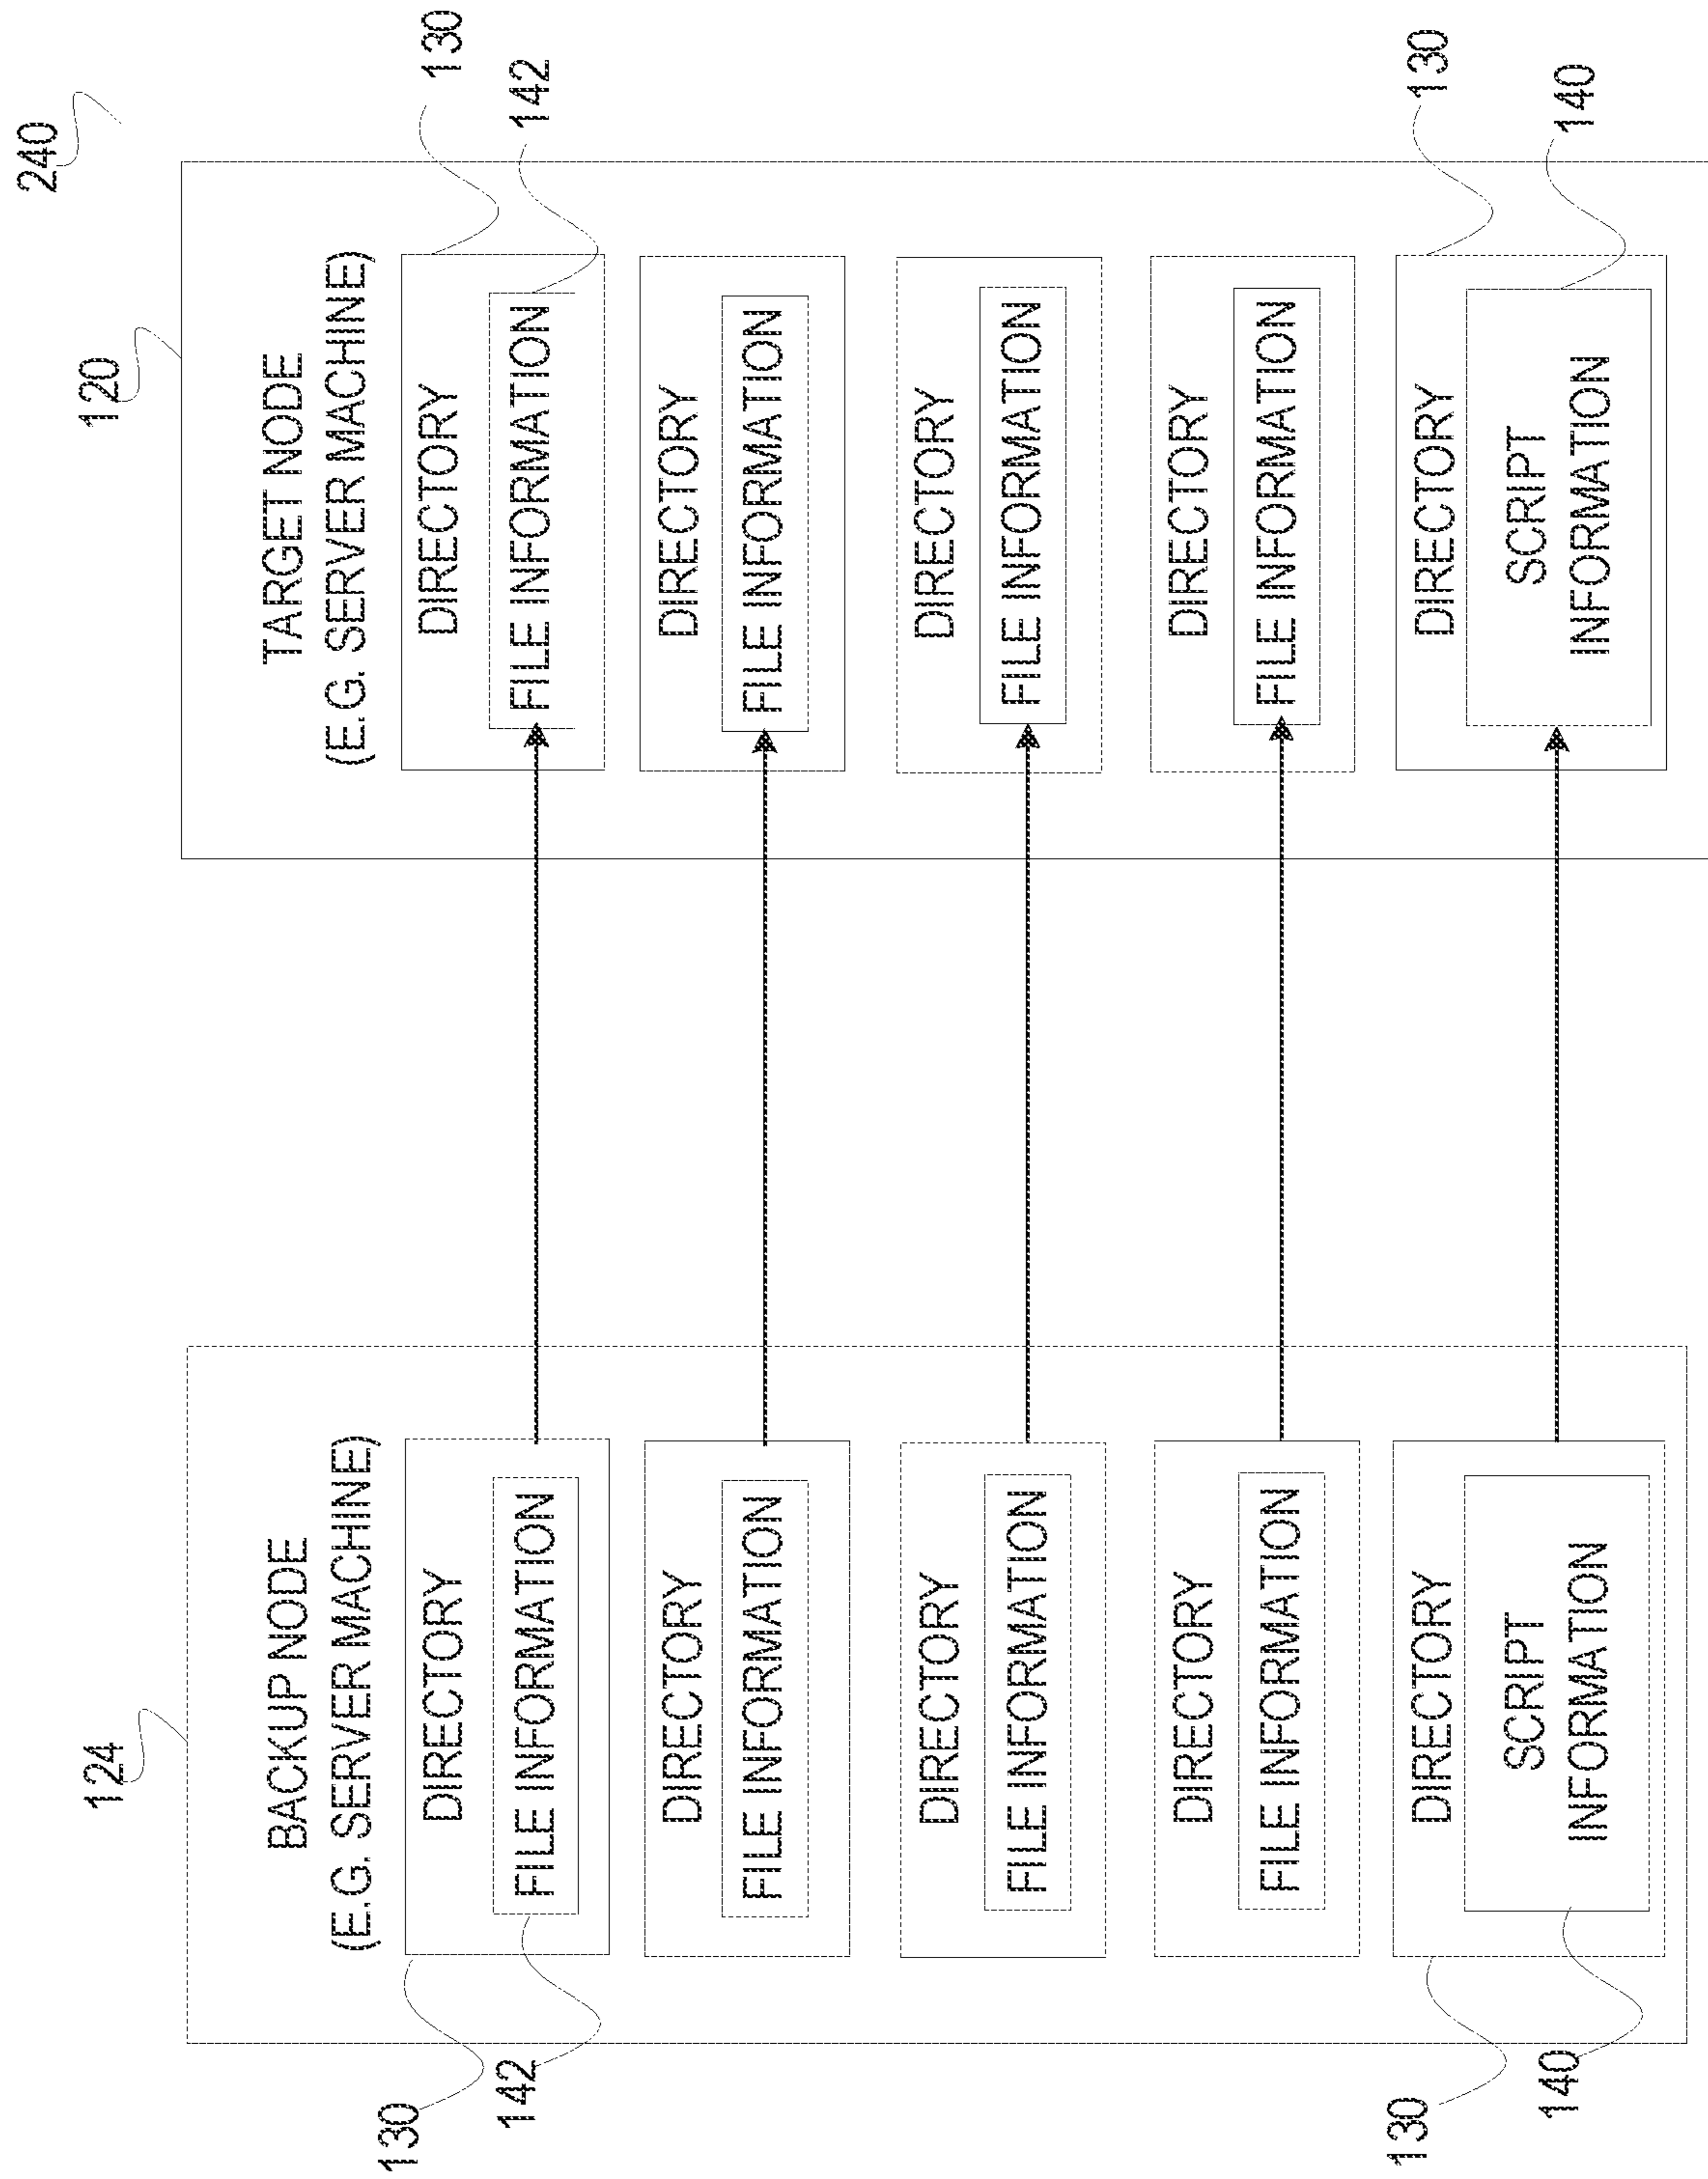 240
124
BACKUP NODE
(E.G. SERVER MACHINE)
130
DIRECTORY
142
FILE INFORMATION
DIRECTORY
FILE INFORMATION
DIRECTORY
FILE INFORMATION
DIRECTORY
FILE INFORMATION
130
DIRECTORY
140
SCRIPT
INFORMATION
120
TARGET NODE
(E.G. SERVER MACHINE)
130
DIRECTORY
142
FILE INFORMATION
DIRECTORY
FILE INFORMATION
DIRECTORY
FILE INFORMATION
DIRECTORY
FILE INFORMATION
130
DIRECTORY
140
SCRIPT
INFORMATION